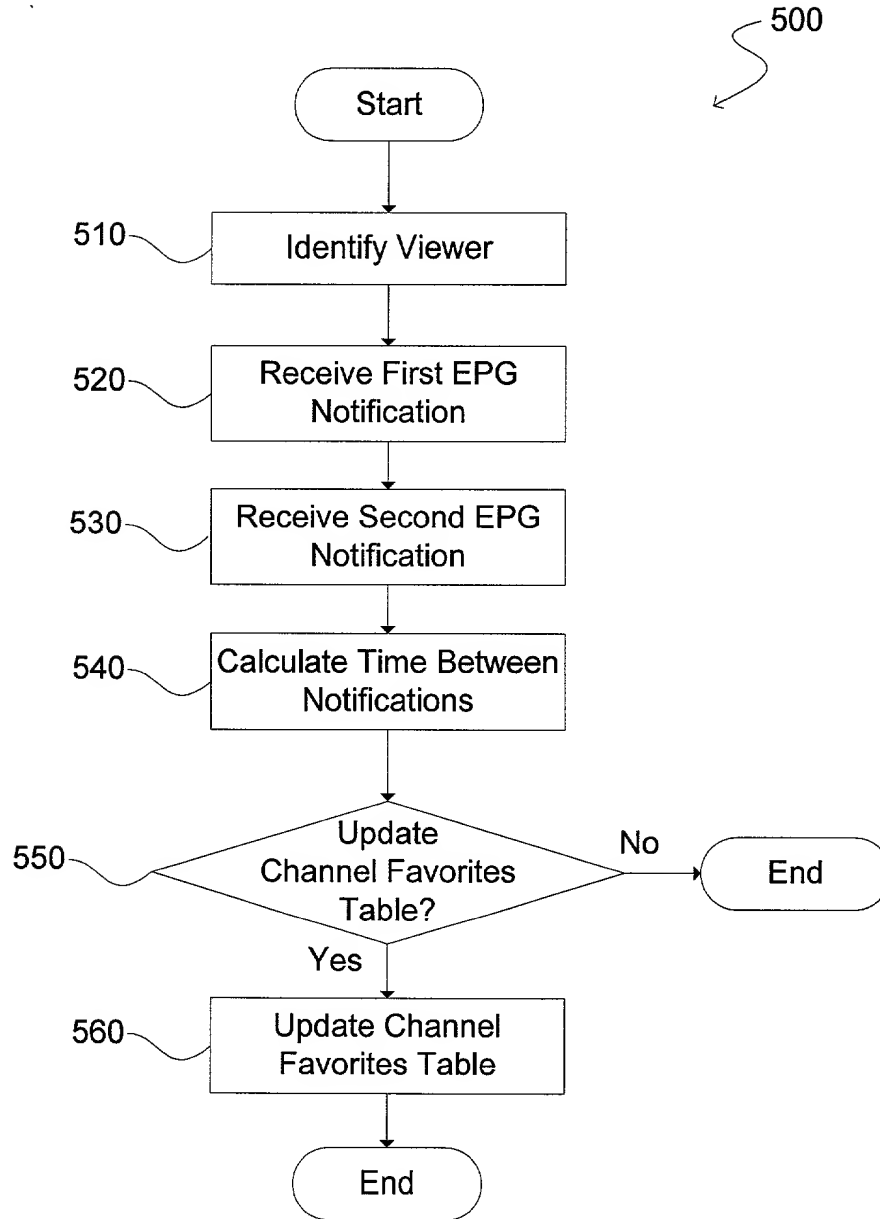 500
Start
510
Identify Viewer
520
Receive First EPG
Notification
530
Receive Second EPG
Notification
540
Calculate Time Between
Notifications
550
Update
Channel Favorites
Table?
No
End
Yes
560
Update Channel
Favorites Table
End